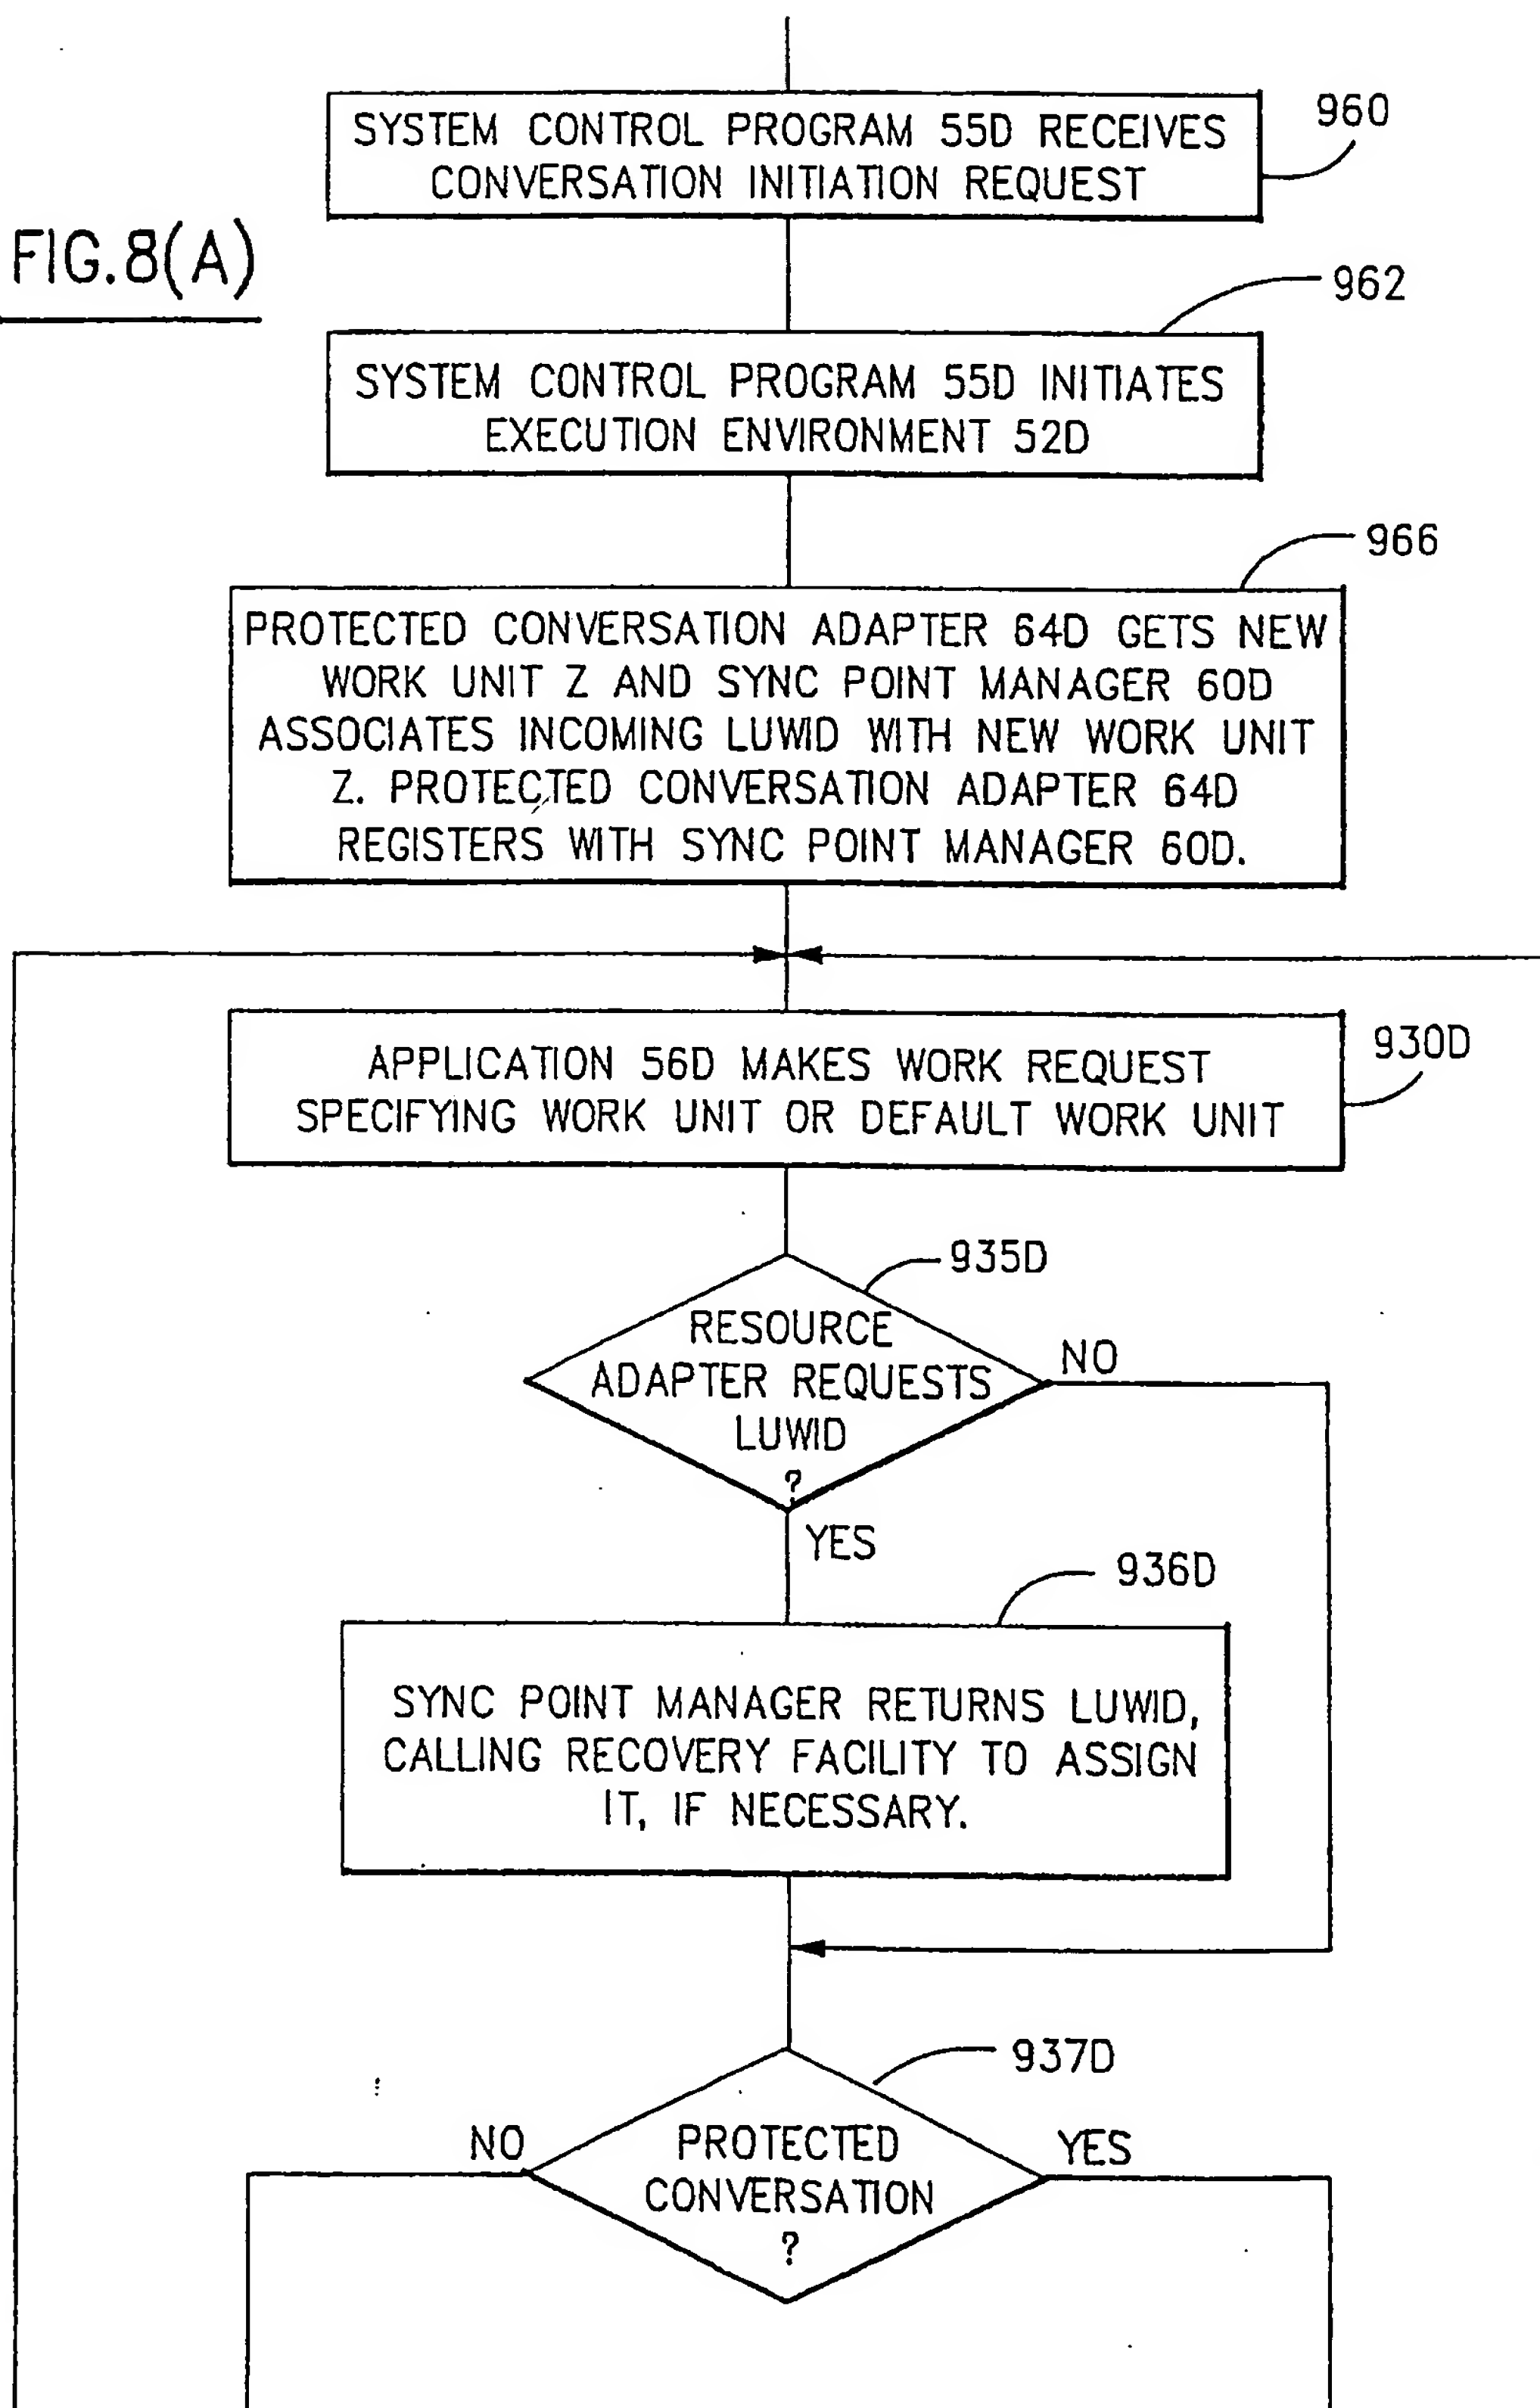 SYSTEM CONTROL PROGRAM 55D RECEIVES
CONVERSATION INITIATION REQUEST
960
FIG.8(A)
962
SYSTEM CONTROL PROGRAM 55D INITIATES
EXECUTION ENVIRONMENT 52D
966
PROTECTED CONVERSATION ADAPTER 64D GETS NEW
WORK UNIT Z AND SYNC POINT MANAGER 60D
ASSOCIATES INCOMING LUWID WITH NEW WORK UNIT
Z. PROTECTED CONVERSATION ADAPTER 64D
REGISTERS WITH SYNC POINT MANAGER 60D.
930D
APPLICATION 56D MAKES WORK REQUEST
SPECIFYING WORK UNIT OR DEFAULT WORK UNIT
935D
RESOURCE
ADAPTER REQUESTS
LUWID
?
NO
YES
936D
SYNC POINT MANAGER RETURNS LUWID,
CALLING RECOVERY FACILITY TO ASSIGN
IT, IF NECESSARY.
937D
NO
PROTECTED
CONVERSATION
?
YES